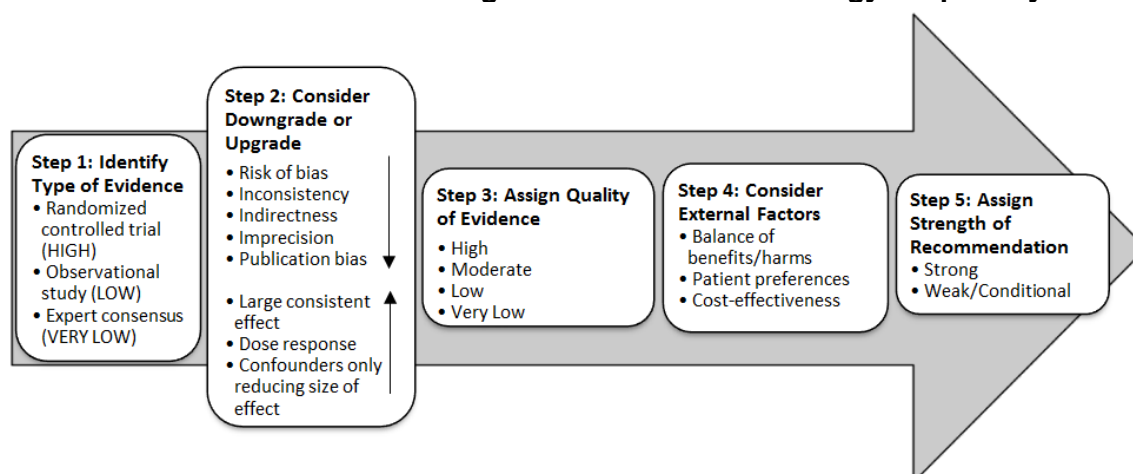 Step 1: Identify
Type of Evidence
• Randomized
controlled trial
(HIGH)
• Observational
study (LOW)
• Expert consensus
(VERY LOW)
Step 2: Consider
Downgrade or
Upgrade
• Risk of bias
• Inconsistency
• Indirectness
• Imprecision
• Publication bias
• Large consistent
effect
• Dose response
• Confounders only
reducing size of
effect
Step 3: Assign Quality
of Evidence
• High
• Moderate
• Low
• Very Low
Step 4: Consider
External Factors
• Balance of
benefits/harms
• Patient preferences
• Cost-effectiveness
Step 5: Assign
Strength of
Recommendation
• Strong
• Weak/Conditional